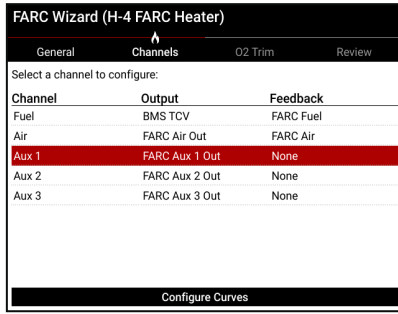 FARC Wizard (H-4 FARC Heater)
General Channels O2 Trim Review
Select a channel to configure:
Channel Output Feedback
Fuel BMS TCV FARC Fuel
Air FARC Air Out FARC Air
Aux 1 FARC Aux 1 Out None
Aux 2 FARC Aux 2 Out None
Aux 3 FARC Aux 3 Out None
Configure Curves